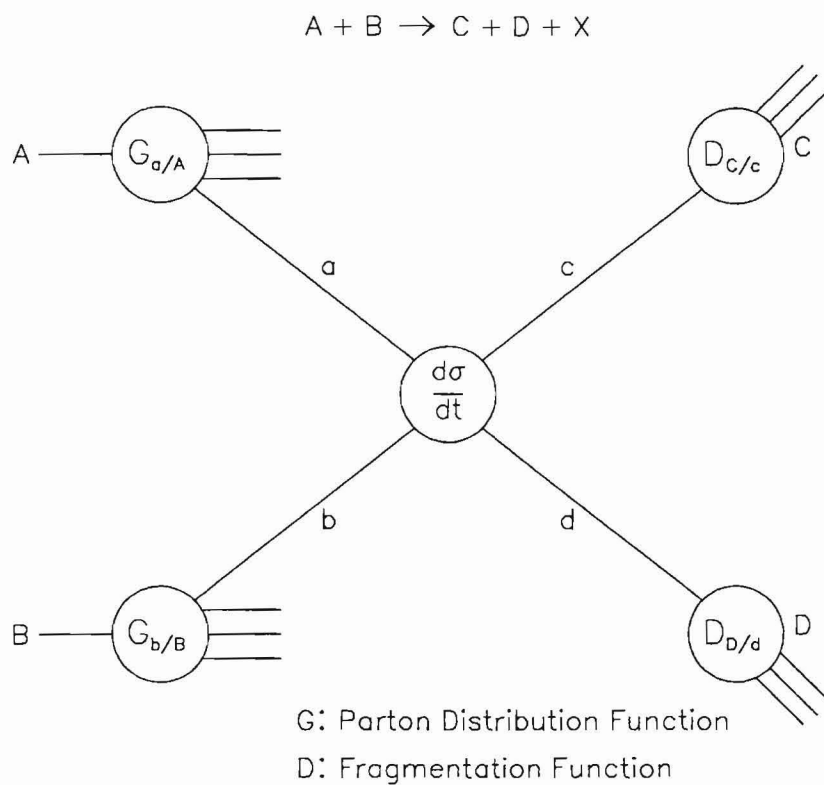 A + B → C + D + X
A
G_{a/A}
D_{C/c}
C
a
c
dσ
dt
b
d
B
G_{b/B}
D_{D/d}
D
G: Parton Distribution Function
D: Fragmentation Function